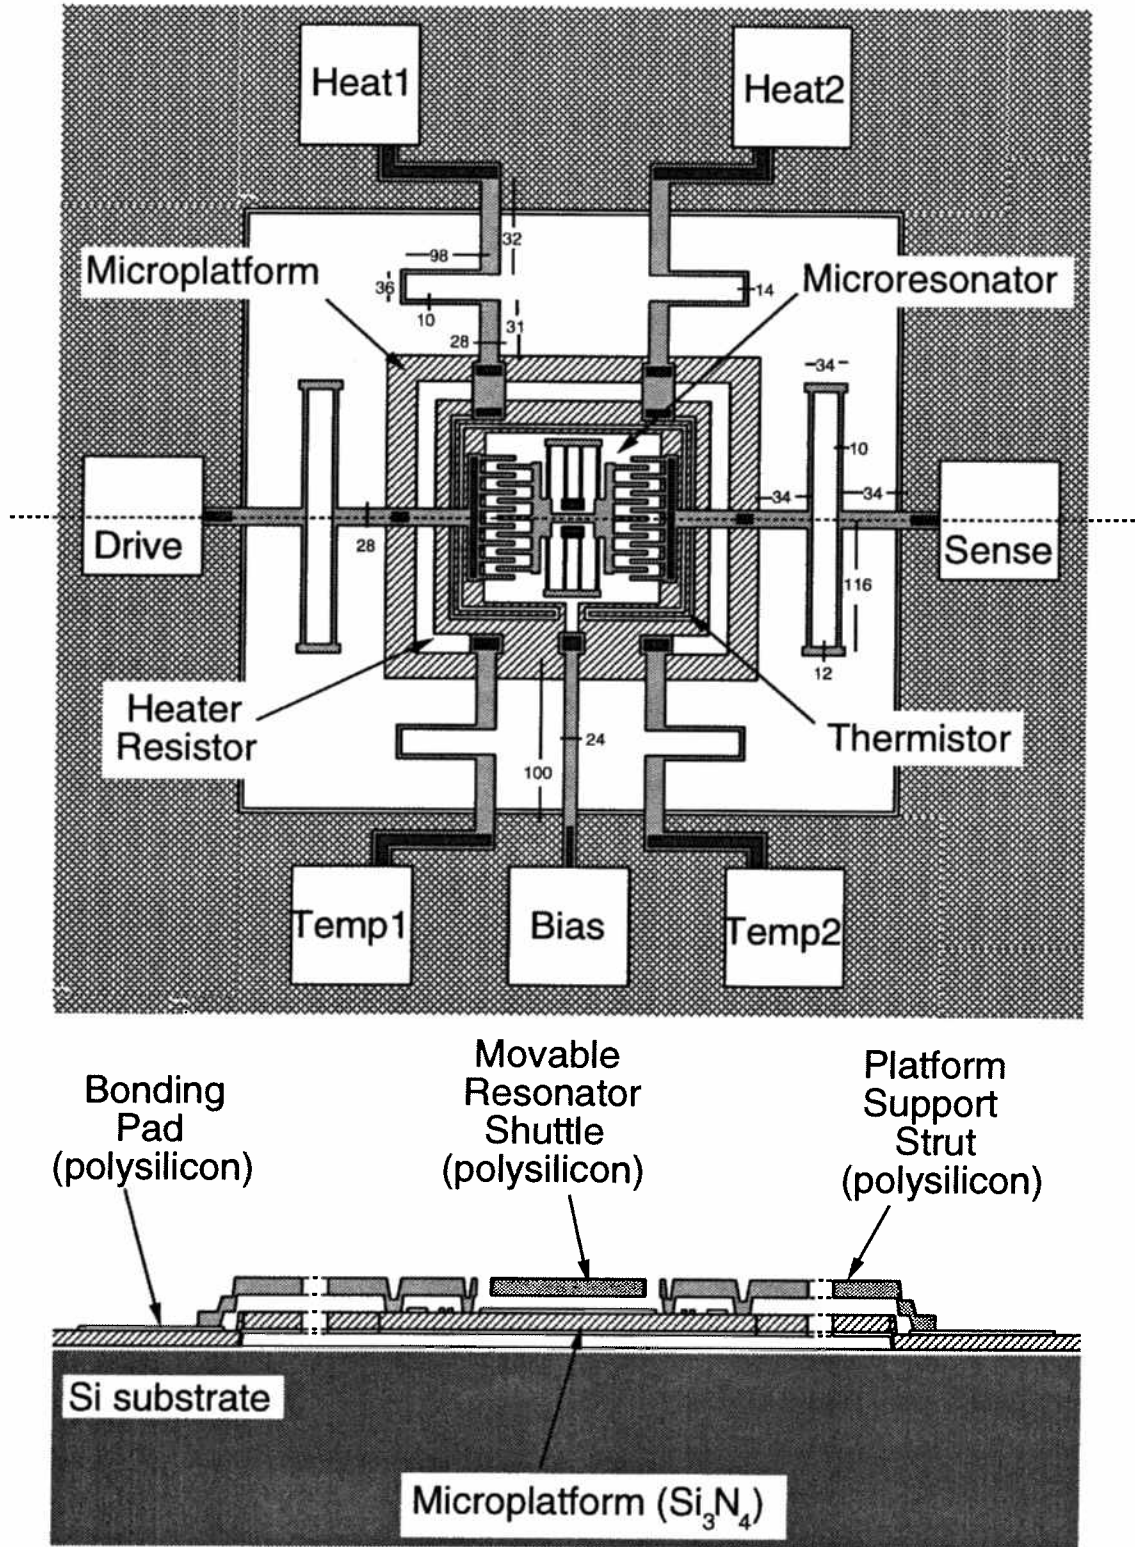 Heat1
Heat2
32
98
Microplatform
Microresonator
36
14
10
31
28
34
10
34
34
Drive
28
Sense
116
12
Heater
Resistor
24
Thermistor
100
Temp1
Bias
Temp2
Movable
Resonator
Shuttle
(polysilicon)
Bonding
Pad
(polysilicon)
Platform
Support
Strut
(polysilicon)
Si substrate
Microplatform (Si₃N₄)